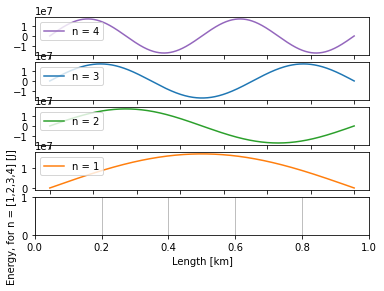 1e7
1
0
−1
n = 4
1e7
1
0
−1
n = 3
1e7
1
0
−1
n = 2
1e7
1
0
n = 1
1
0
0.0 0.2 0.4 0.6 0.8 1.0
Length [km]
Energy, for n = [1,2,3,4] [J]